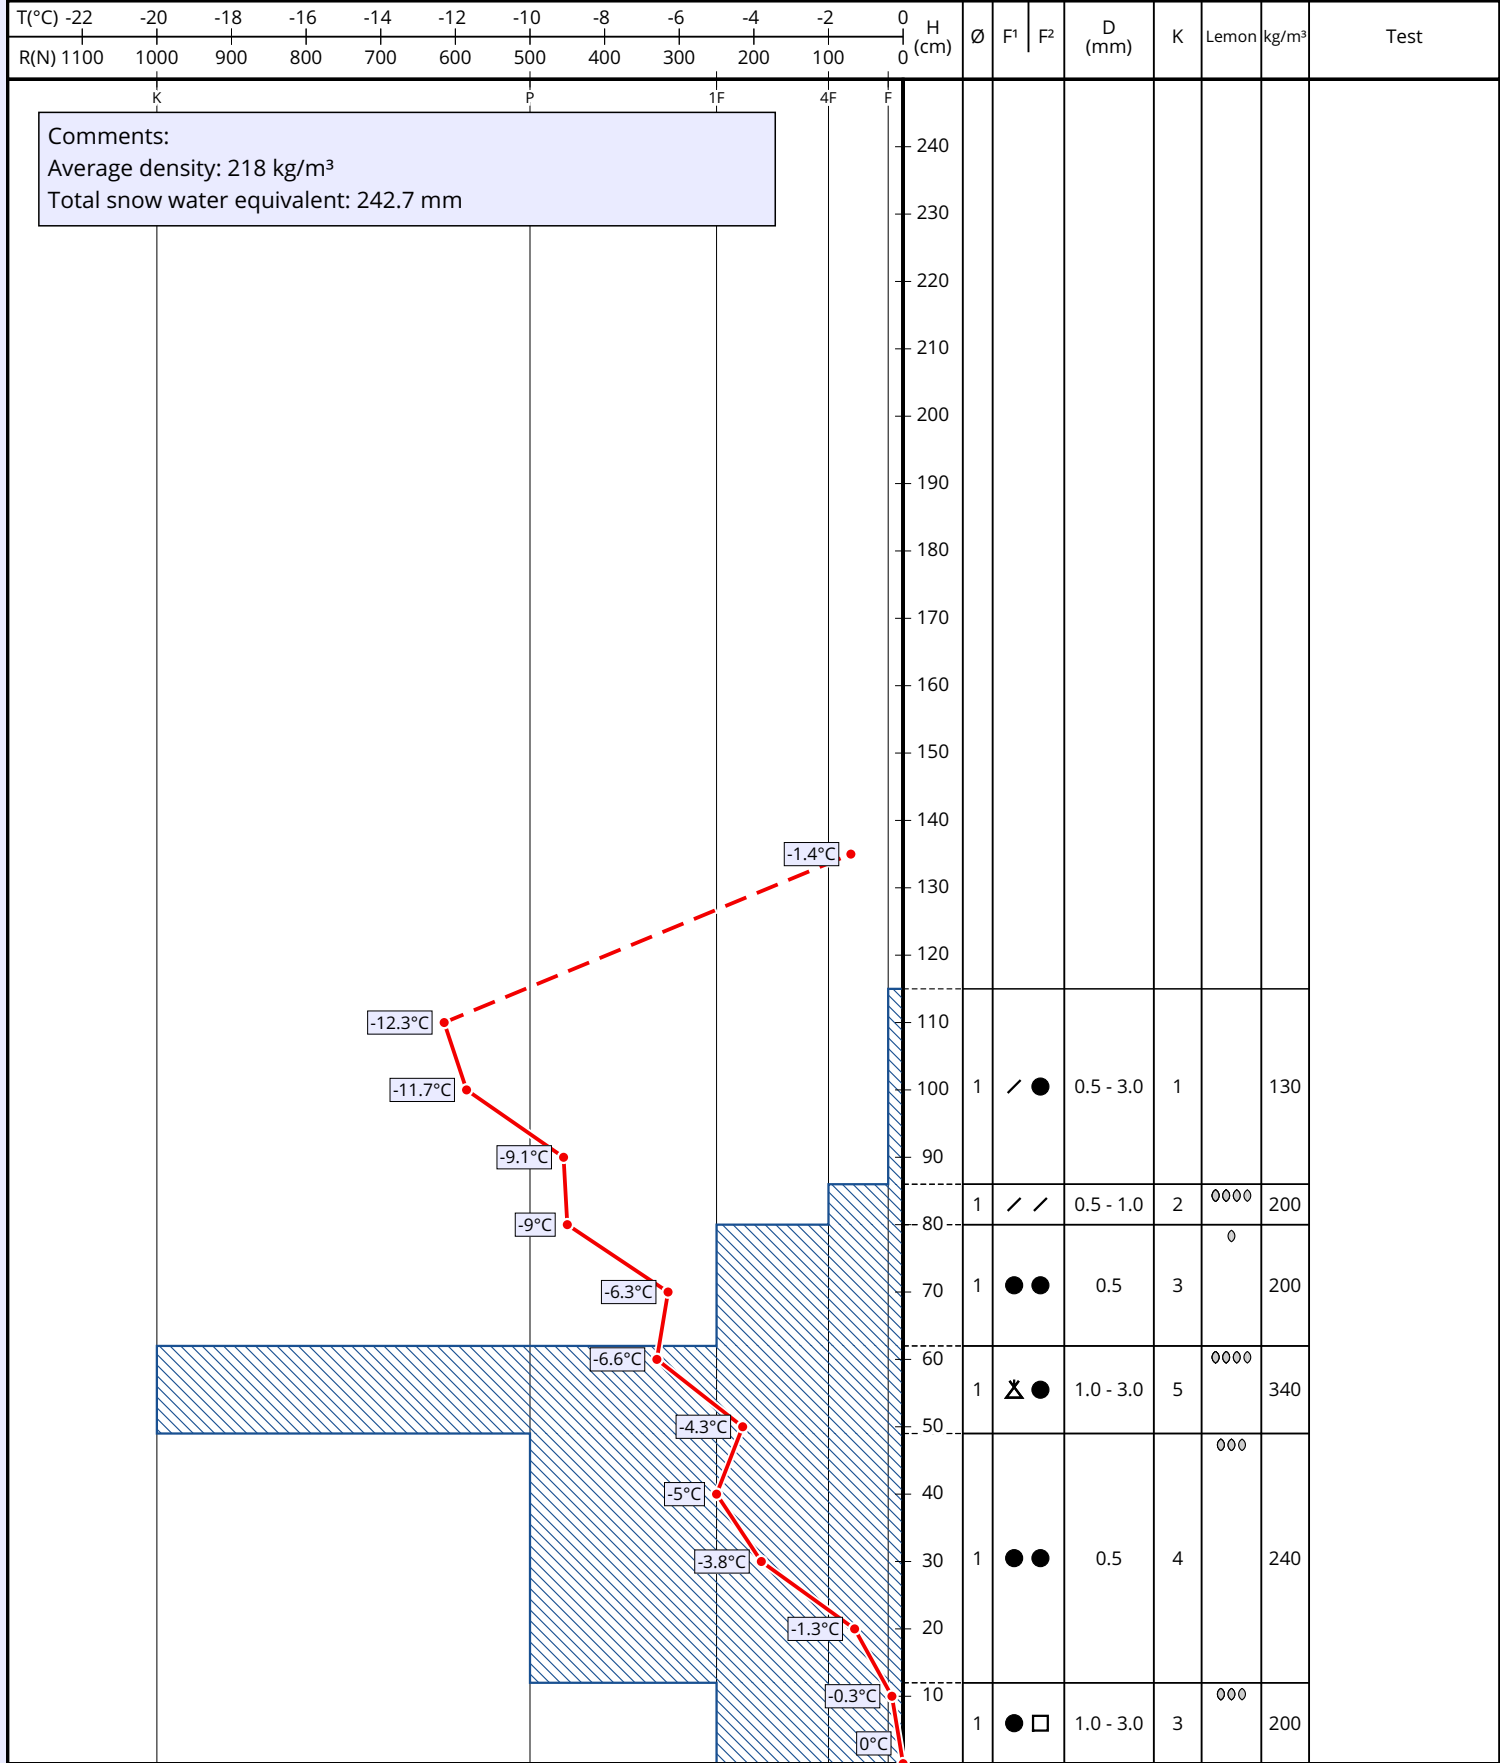 T(°C) -22 -20 -18 -16 -14 -12 -10 -8 -6 -4 -2 0
R(N) 1100 1000 900 800 700 600 500 400 300 200 100 0
H (cm) Ø F¹ F² D (mm) K Lemon kg/m³ Test
K P 1F 4F F
Comments:
Average density: 218 kg/m³
Total snow water equivalent: 242.7 mm
240
230
220
210
200
190
180
170
160
150
140
-1.4°C
130
120
-12.3°C 110
-11.7°C 100 1 0.5 - 3.0 1 130
-9.1°C 90
1 0.5 - 1.0 2 200
-9°C 80
-6.3°C 70 1 0.5 3 200
-6.6°C 60
1 1.0 - 3.0 5 340
-4.3°C 50
-5°C 40
-3.8°C 30 1 0.5 4 240
-1.3°C 20
-0.3°C 10
1 1.0 - 3.0 3 200
0°C